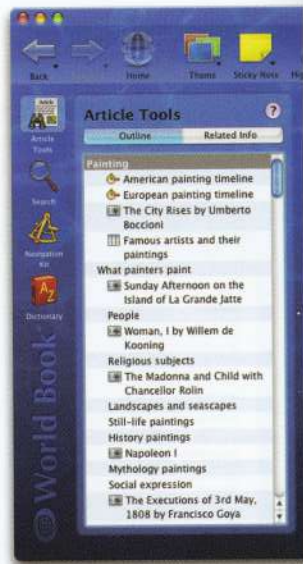 Back
Home
Theme
Sticky Note
Article Tools
?
Article
Tools
Search
Navigation
Kit
Dictionary
World Book
Outline
Related Info
Painting
American painting timeline
European painting timeline
The City Rises by Umberto
Boccioni
Famous artists and their
paintings
What painters paint
Sunday Afternoon on the
Island of La Grande Jatte
People
Woman, I by Willem de
Kooning
Religious subjects
The Madonna and Child with
Chancellor Rolin
Landscapes and seascapes
Still-life paintings
History paintings
Napoleon I
Mythology paintings
Social expression
The Executions of 3rd May,
1808 by Francisco Goya